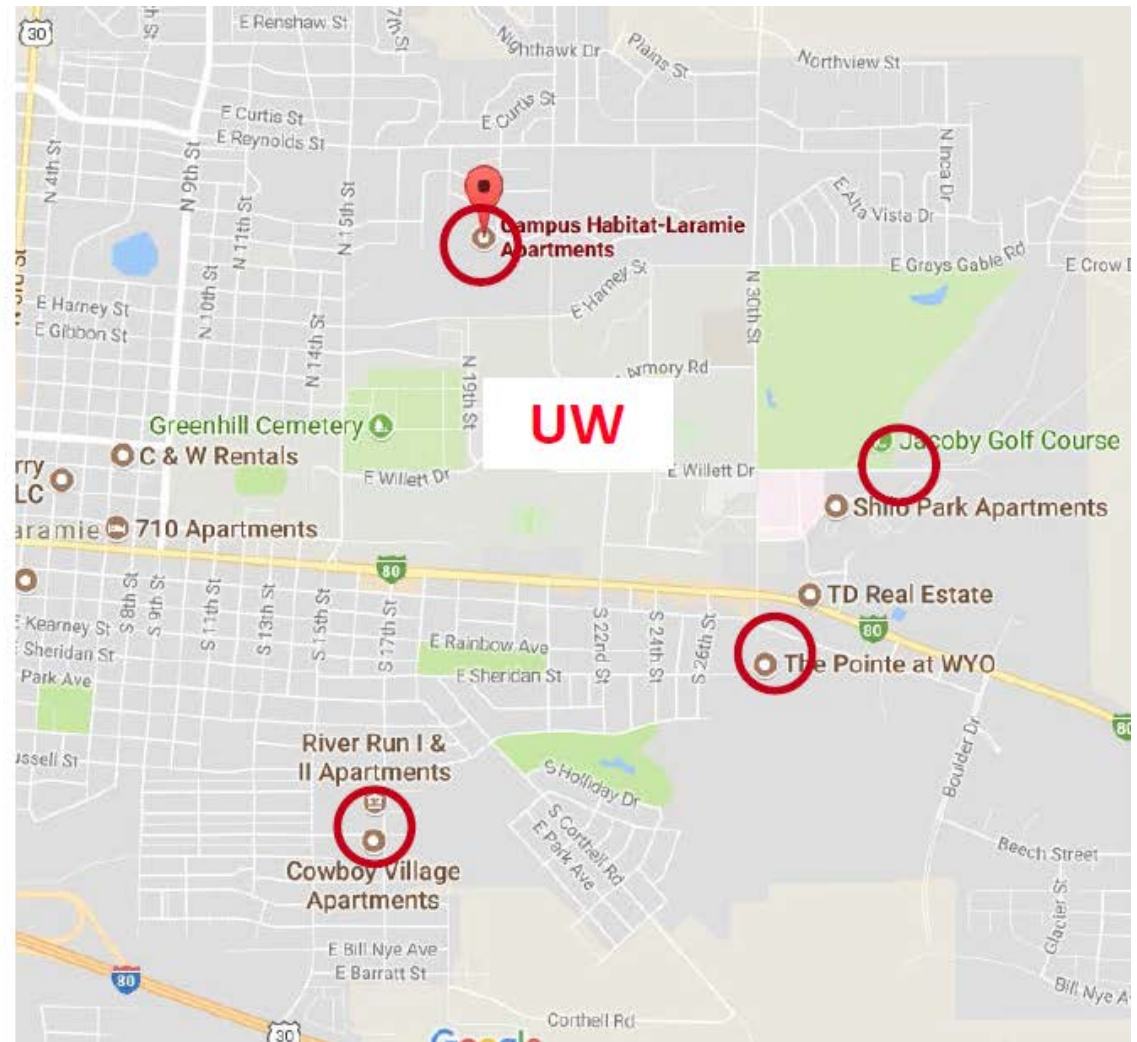 30
E Renshaw St
Nighthawk Dr
Plains St
Northview St
E Curtis St
E Curtis St
E Reynolds St
N 4th St
N 9th St
N 11th St
N 15th St
N Inca Dr
E Alta Vista Dr
Campus Habitat-Laramie
Apartments
E Grays Gable Rd
E Crow
N 10th St
E Harney St
E Harney St
E Gibbon St
N 14th St
N 30th St
N 19th St
Armory Rd
UW
Greenhill Cemetery
Jacoby Golf Course
C & W Rentals
E Willett Dr
E Willett Dr
rry
LC
Shilo Park Apartments
aramie
710 Apartments
80
TD Real Estate
80
E Kearney St
S 8th St
S 9th St
S 11th St
S 13th St
S 15th St
S 17th St
S 22nd St
S 24th St
S 26th St
E Rainbow Ave
Sheridan St
E Sheridan St
The Pointe at WYO
Park Ave
80
River Run I &
II Apartments
ussell St
S Holliday Dr
Boulder Dr
S Corthell Rd
E Park Ave
Beech Street
Cowboy Village
Apartments
Glacier St
E Bill Nye Ave
E Barratt St
80
Bill Nye A
Corthell Rd
30
Google